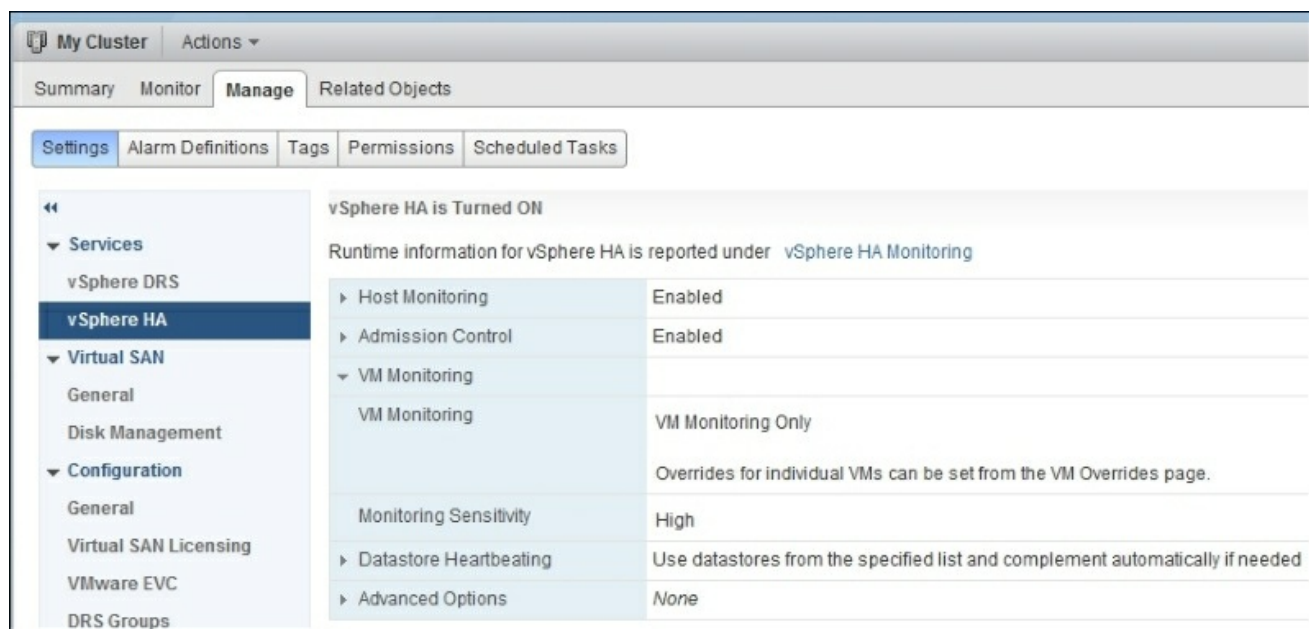 My Cluster Actions
Summary Monitor Manage Related Objects
Settings Alarm Definitions Tags Permissions Scheduled Tasks
Services
vSphere DRS
vSphere HA
Virtual SAN
General
Disk Management
Configuration
General
Virtual SAN Licensing
VMware EVC
DRS Groups
vSphere HA is Turned ON
Runtime information for vSphere HA is reported under vSphere HA Monitoring
Host Monitoring Enabled
Admission Control Enabled
VM Monitoring
VM Monitoring VM Monitoring Only
Overrides for individual VMs can be set from the VM Overrides page.
Monitoring Sensitivity High
Datastore Heartbeating Use datastores from the specified list and complement automatically if needed
Advanced Options None